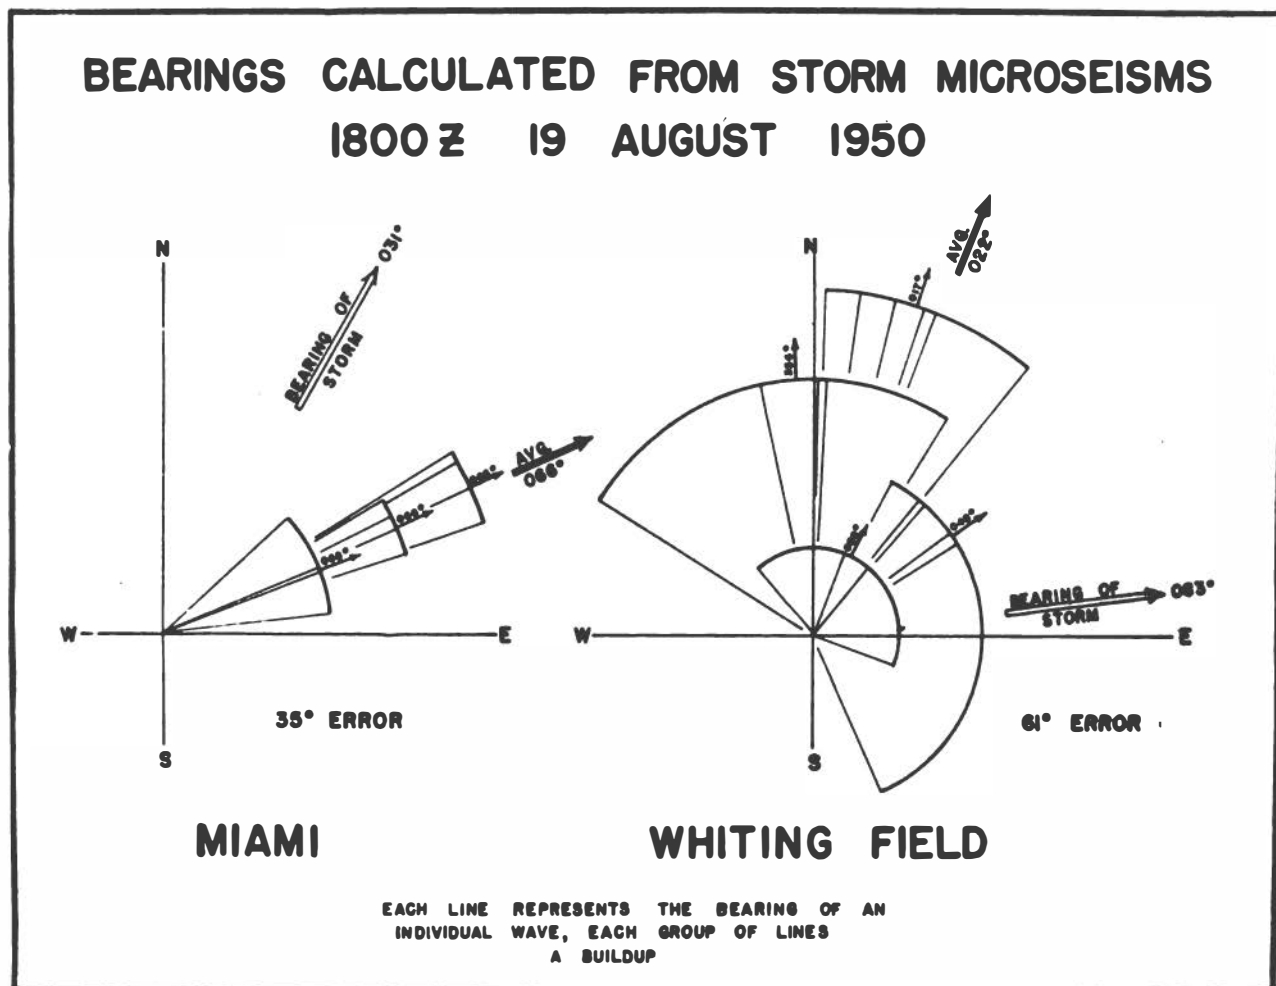 BEARINGS CALCULATED FROM STORM MICROSEISMS
1800Z 19 AUGUST 1950
N
BEARING OF
STORM
031°
AVG.
066°
W
E
S
35° ERROR
MIAMI
N
AVG.
022°
017°
BEARING OF
STORM
083°
W
E
S
61° ERROR
WHITING FIELD
EACH LINE REPRESENTS THE BEARING OF AN
INDIVIDUAL WAVE, EACH GROUP OF LINES
A BUILDUP